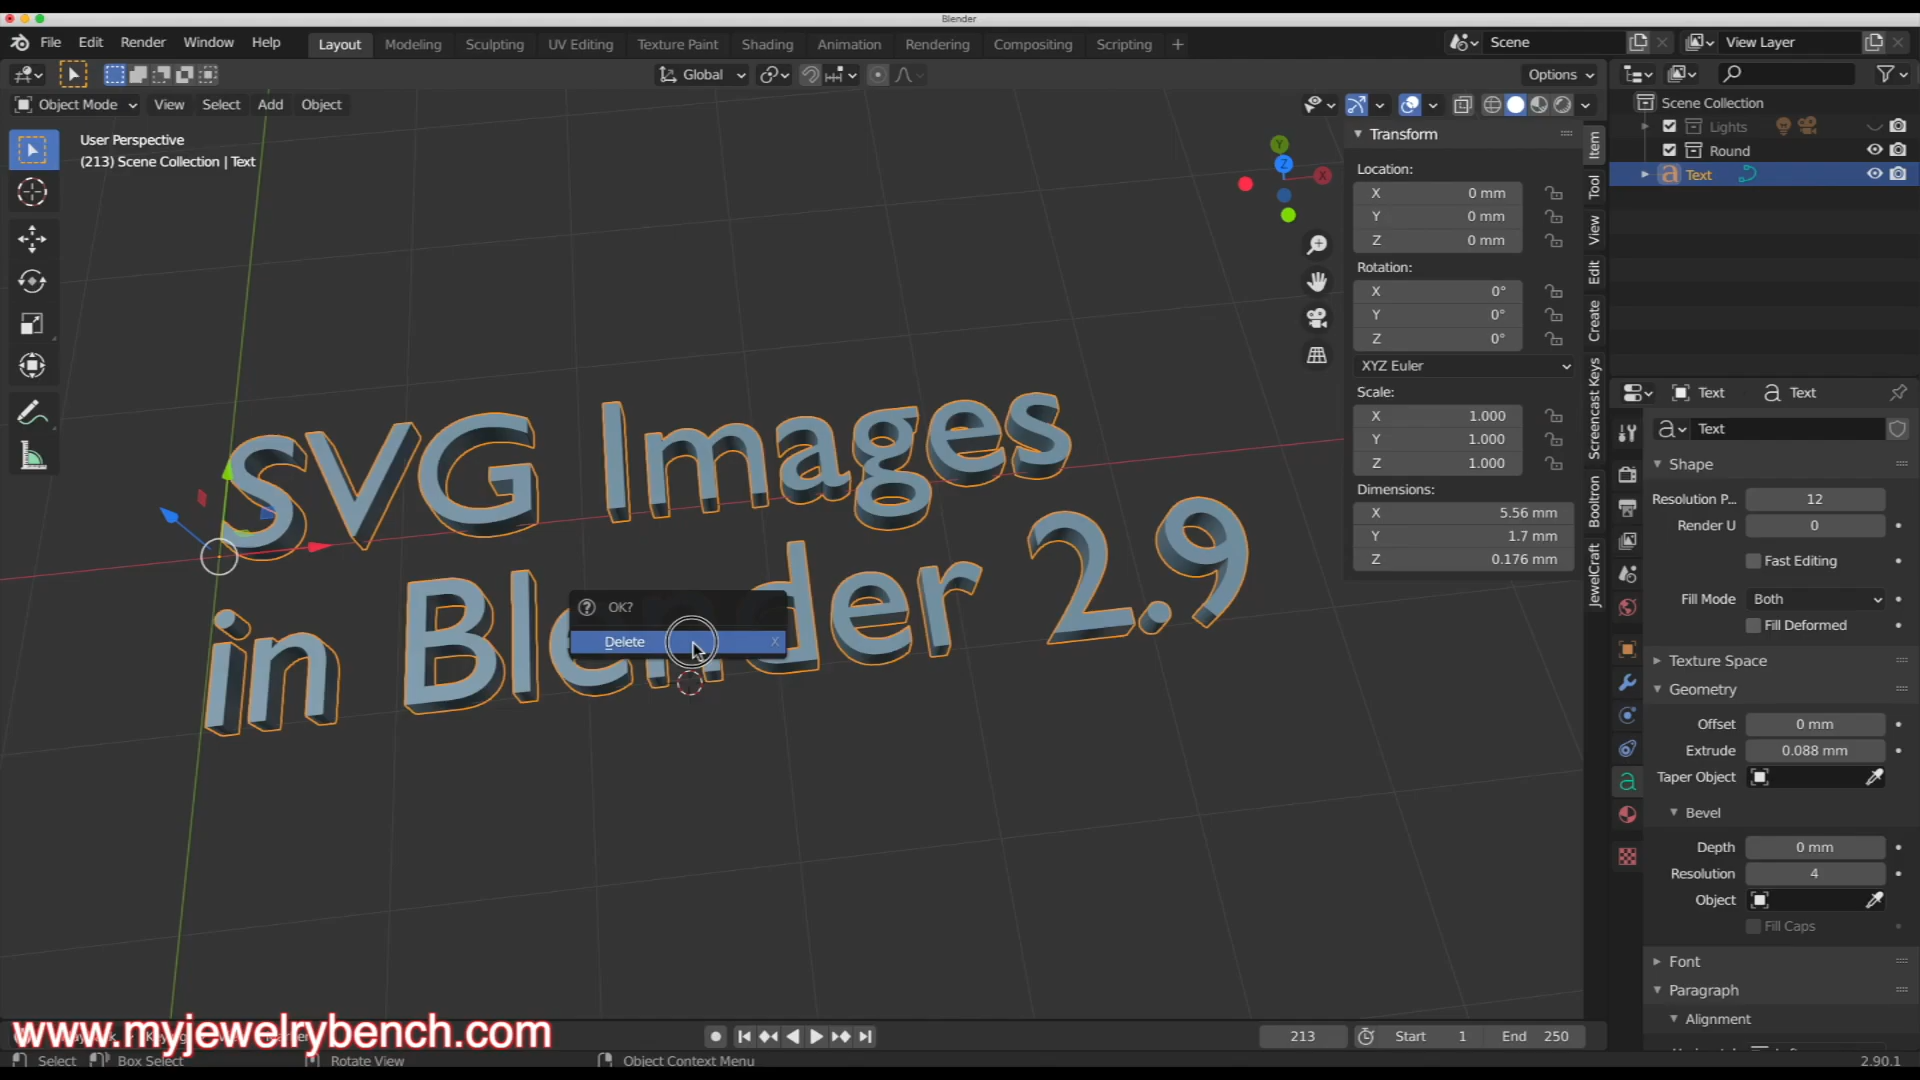 Blender
File Edit Render Window Help Layout Modeling Sculpting UV Editing Texture Paint Shading Animation Rendering Compositing Scripting + Scene View Layer
Global Options
Object Mode View Select Add Object
User Perspective
(213) Scene Collection | Text
Y
Z
X
SVG Images
in Blender 2.9
OK?
Delete X
Transform
Location:
X 0 mm
Y 0 mm
Z 0 mm
Rotation:
X 0°
Y 0°
Z 0°
XYZ Euler
Scale:
X 1.000
Y 1.000
Z 1.000
Dimensions:
X 5.56 mm
Y 1.7 mm
Z 0.176 mm
Item
Tool
View
Edit
Create
Screencast Keys
Booltron
JewelCraft
Scene Collection
Lights
Round
Text
Text Text
Text
Shape
Resolution P... 12
Render U 0
Fast Editing
Fill Mode Both
Fill Deformed
Texture Space
Geometry
Offset 0 mm
Extrude 0.088 mm
Taper Object
Bevel
Depth 0 mm
Resolution 4
Object
Fill Caps
Font
Paragraph
Alignment
www.myjewelrybench.com
213 Start 1 End 250
Select Box Select Rotate View Object Context Menu 2.90.1